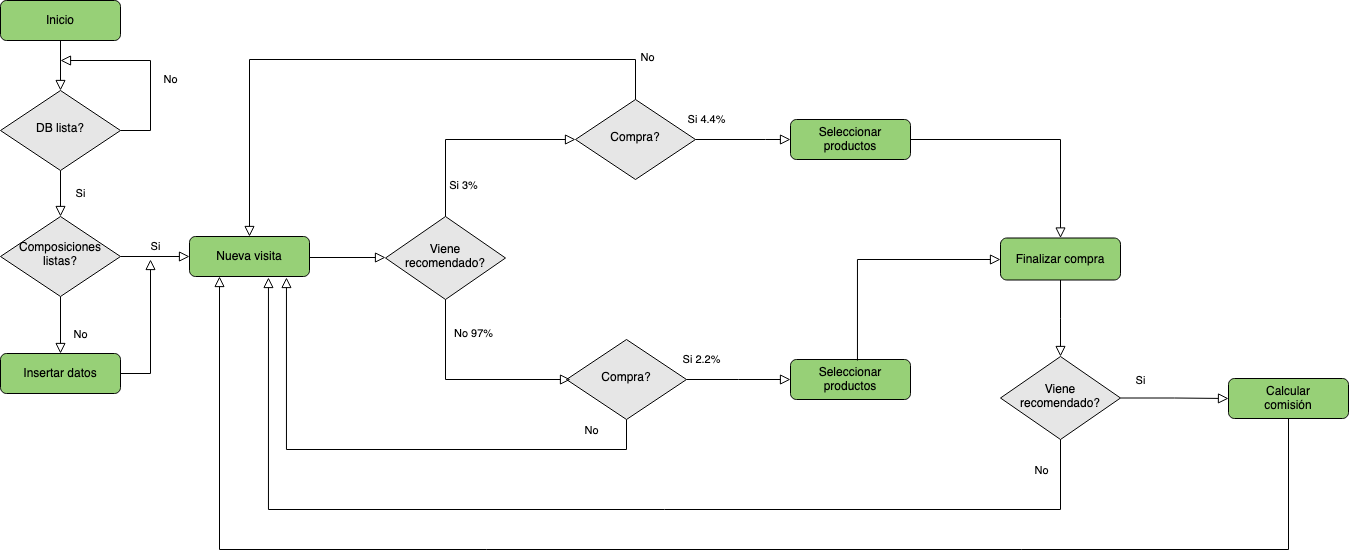 Inicio
No
DB lista?
Si
Composiciones
listas?
Si
No
Insertar datos
Nueva visita
Viene
recomendado?
Si 3%
No 97%
Compra?
No
Si 4.4%
Seleccionar
productos
Compra?
No
Si 2.2%
Seleccionar
productos
Finalizar compra
Viene
recomendado?
Si
No
Calcular
comisión